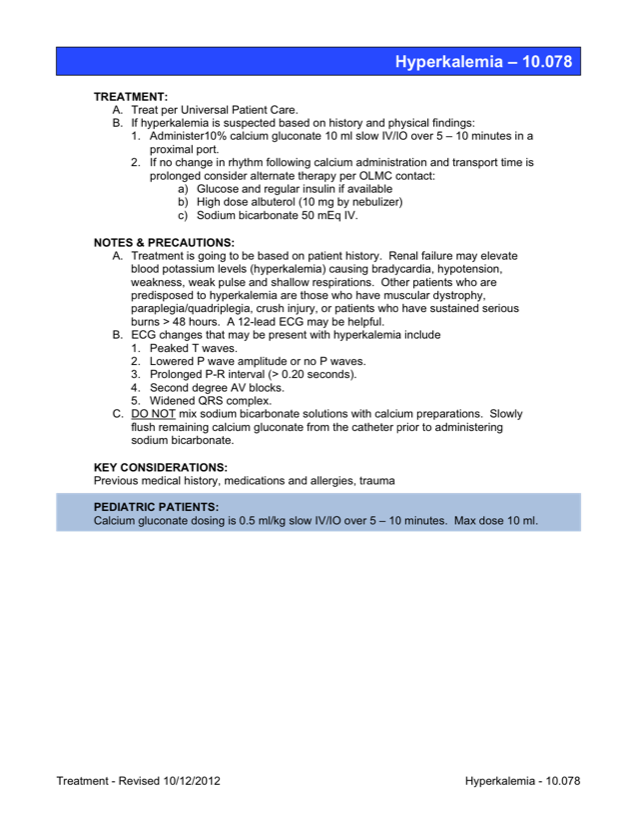 Hyperkalemia – 10.078
TREATMENT:
A. Treat per Universal Patient Care.
B. If hyperkalemia is suspected based on history and physical findings:
1. Administer10% calcium gluconate 10 ml slow IV/IO over 5 – 10 minutes in a
proximal port.
2. If no change in rhythm following calcium administration and transport time is
prolonged consider alternate therapy per OLMC contact:
a) Glucose and regular insulin if available
b) High dose albuterol (10 mg by nebulizer)
c) Sodium bicarbonate 50 mEq IV.
NOTES & PRECAUTIONS:
A. Treatment is going to be based on patient history. Renal failure may elevate
blood potassium levels (hyperkalemia) causing bradycardia, hypotension,
weakness, weak pulse and shallow respirations. Other patients who are
predisposed to hyperkalemia are those who have muscular dystrophy,
paraplegia/quadriplegia, crush injury, or patients who have sustained serious
burns > 48 hours. A 12-lead ECG may be helpful.
B. ECG changes that may be present with hyperkalemia include
1. Peaked T waves.
2. Lowered P wave amplitude or no P waves.
3. Prolonged P-R interval (> 0.20 seconds).
4. Second degree AV blocks.
5. Widened QRS complex.
C. DO NOT mix sodium bicarbonate solutions with calcium preparations. Slowly
flush remaining calcium gluconate from the catheter prior to administering
sodium bicarbonate.
KEY CONSIDERATIONS:
Previous medical history, medications and allergies, trauma
PEDIATRIC PATIENTS:
Calcium gluconate dosing is 0.5 ml/kg slow IV/IO over 5 – 10 minutes. Max dose 10 ml.
Treatment - Revised 10/12/2012
Hyperkalemia - 10.078